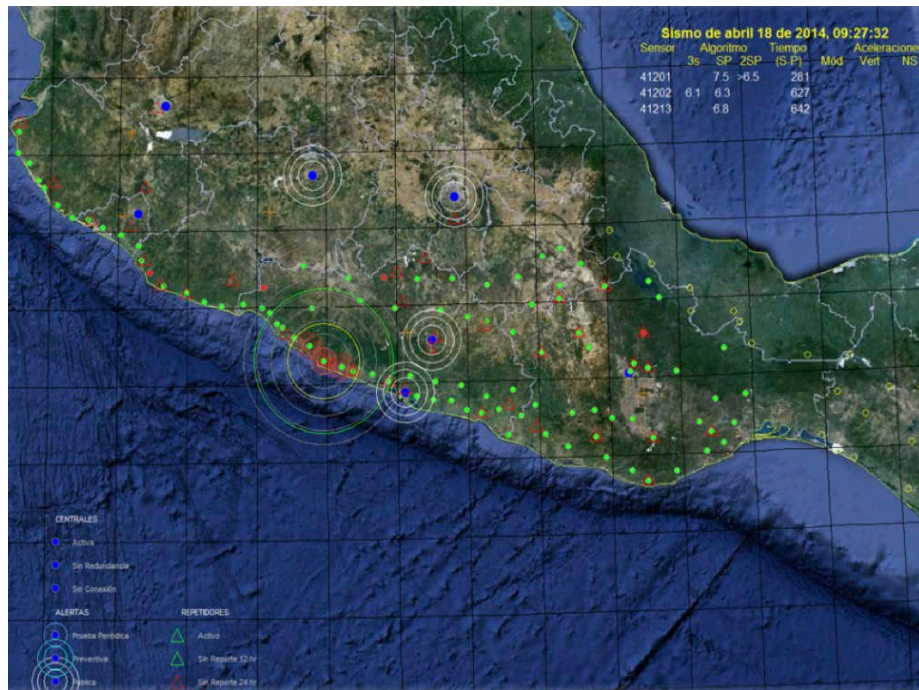 Sismo de abril 18 de 2014, 09:27:32
Sensor Algoritmo Tiempo Aceleracione
3s SP 2SP (S-P) Mód Vert NS
41201 7.5 >6.5 281
41202 6.1 6.3 627
41213 6.8 642
CENTRALES
Activa
Sin Redundancia
Sin Conexión
ALERTAS REPETIDORES
Prueba Periódica Activo
Preventiva Sin Reporte 12 hr
Pública Sin Reporte 24 hr